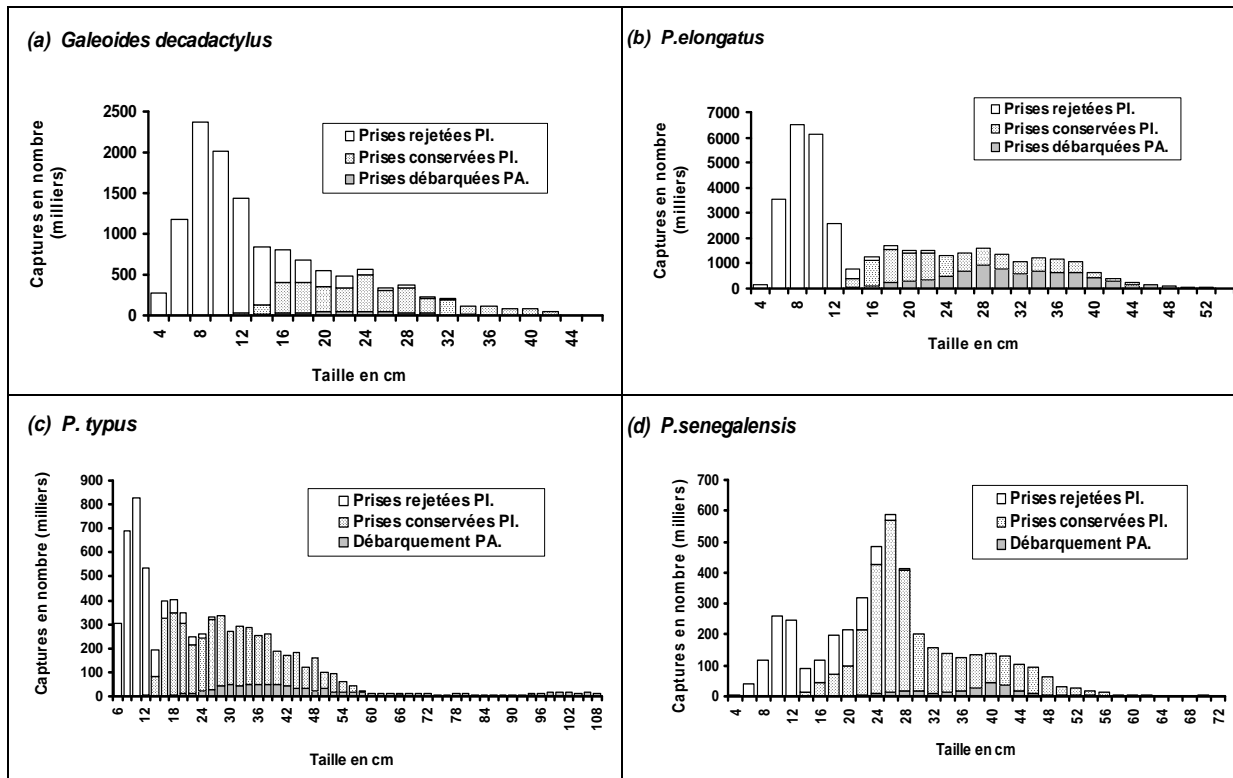 (a) Galeoides decadactylus
Captures en nombre
(milliers)
2500
2000
1500
1000
500
0
Prises rejetées PI.
Prises conservées PI.
Prises débarquées PA.
4 8 12 16 20 24 28 32 36 40 44
Taille en cm
(b) P.elongatus
Captures en nombre
(milliers)
7000
6000
5000
4000
3000
2000
1000
0
Prises rejetées PI.
Prises conservées PI.
Prises débarquées PA.
4 8 12 16 20 24 28 32 36 40 44 52
Taille en cm
(c) P. typus
Captures en nombre (milliers)
900
800
700
600
500
400
300
200
100
0
Prises rejetées PI.
Prises conservées PI.
Débarquement PA.
6 12 18 24 30 36 42 48 54 60 66 72 78 84 90 96 102 108
Taille en cm
(d) P.senegalensis
Captures en nombre (milliers)
700
600
500
400
300
200
100
0
Prises rejetées PI.
Prises conservées PI.
Débarquement PA.
4 8 12 16 20 24 28 32 36 40 44 48 52 56 60 64 68 72
Taille en cm